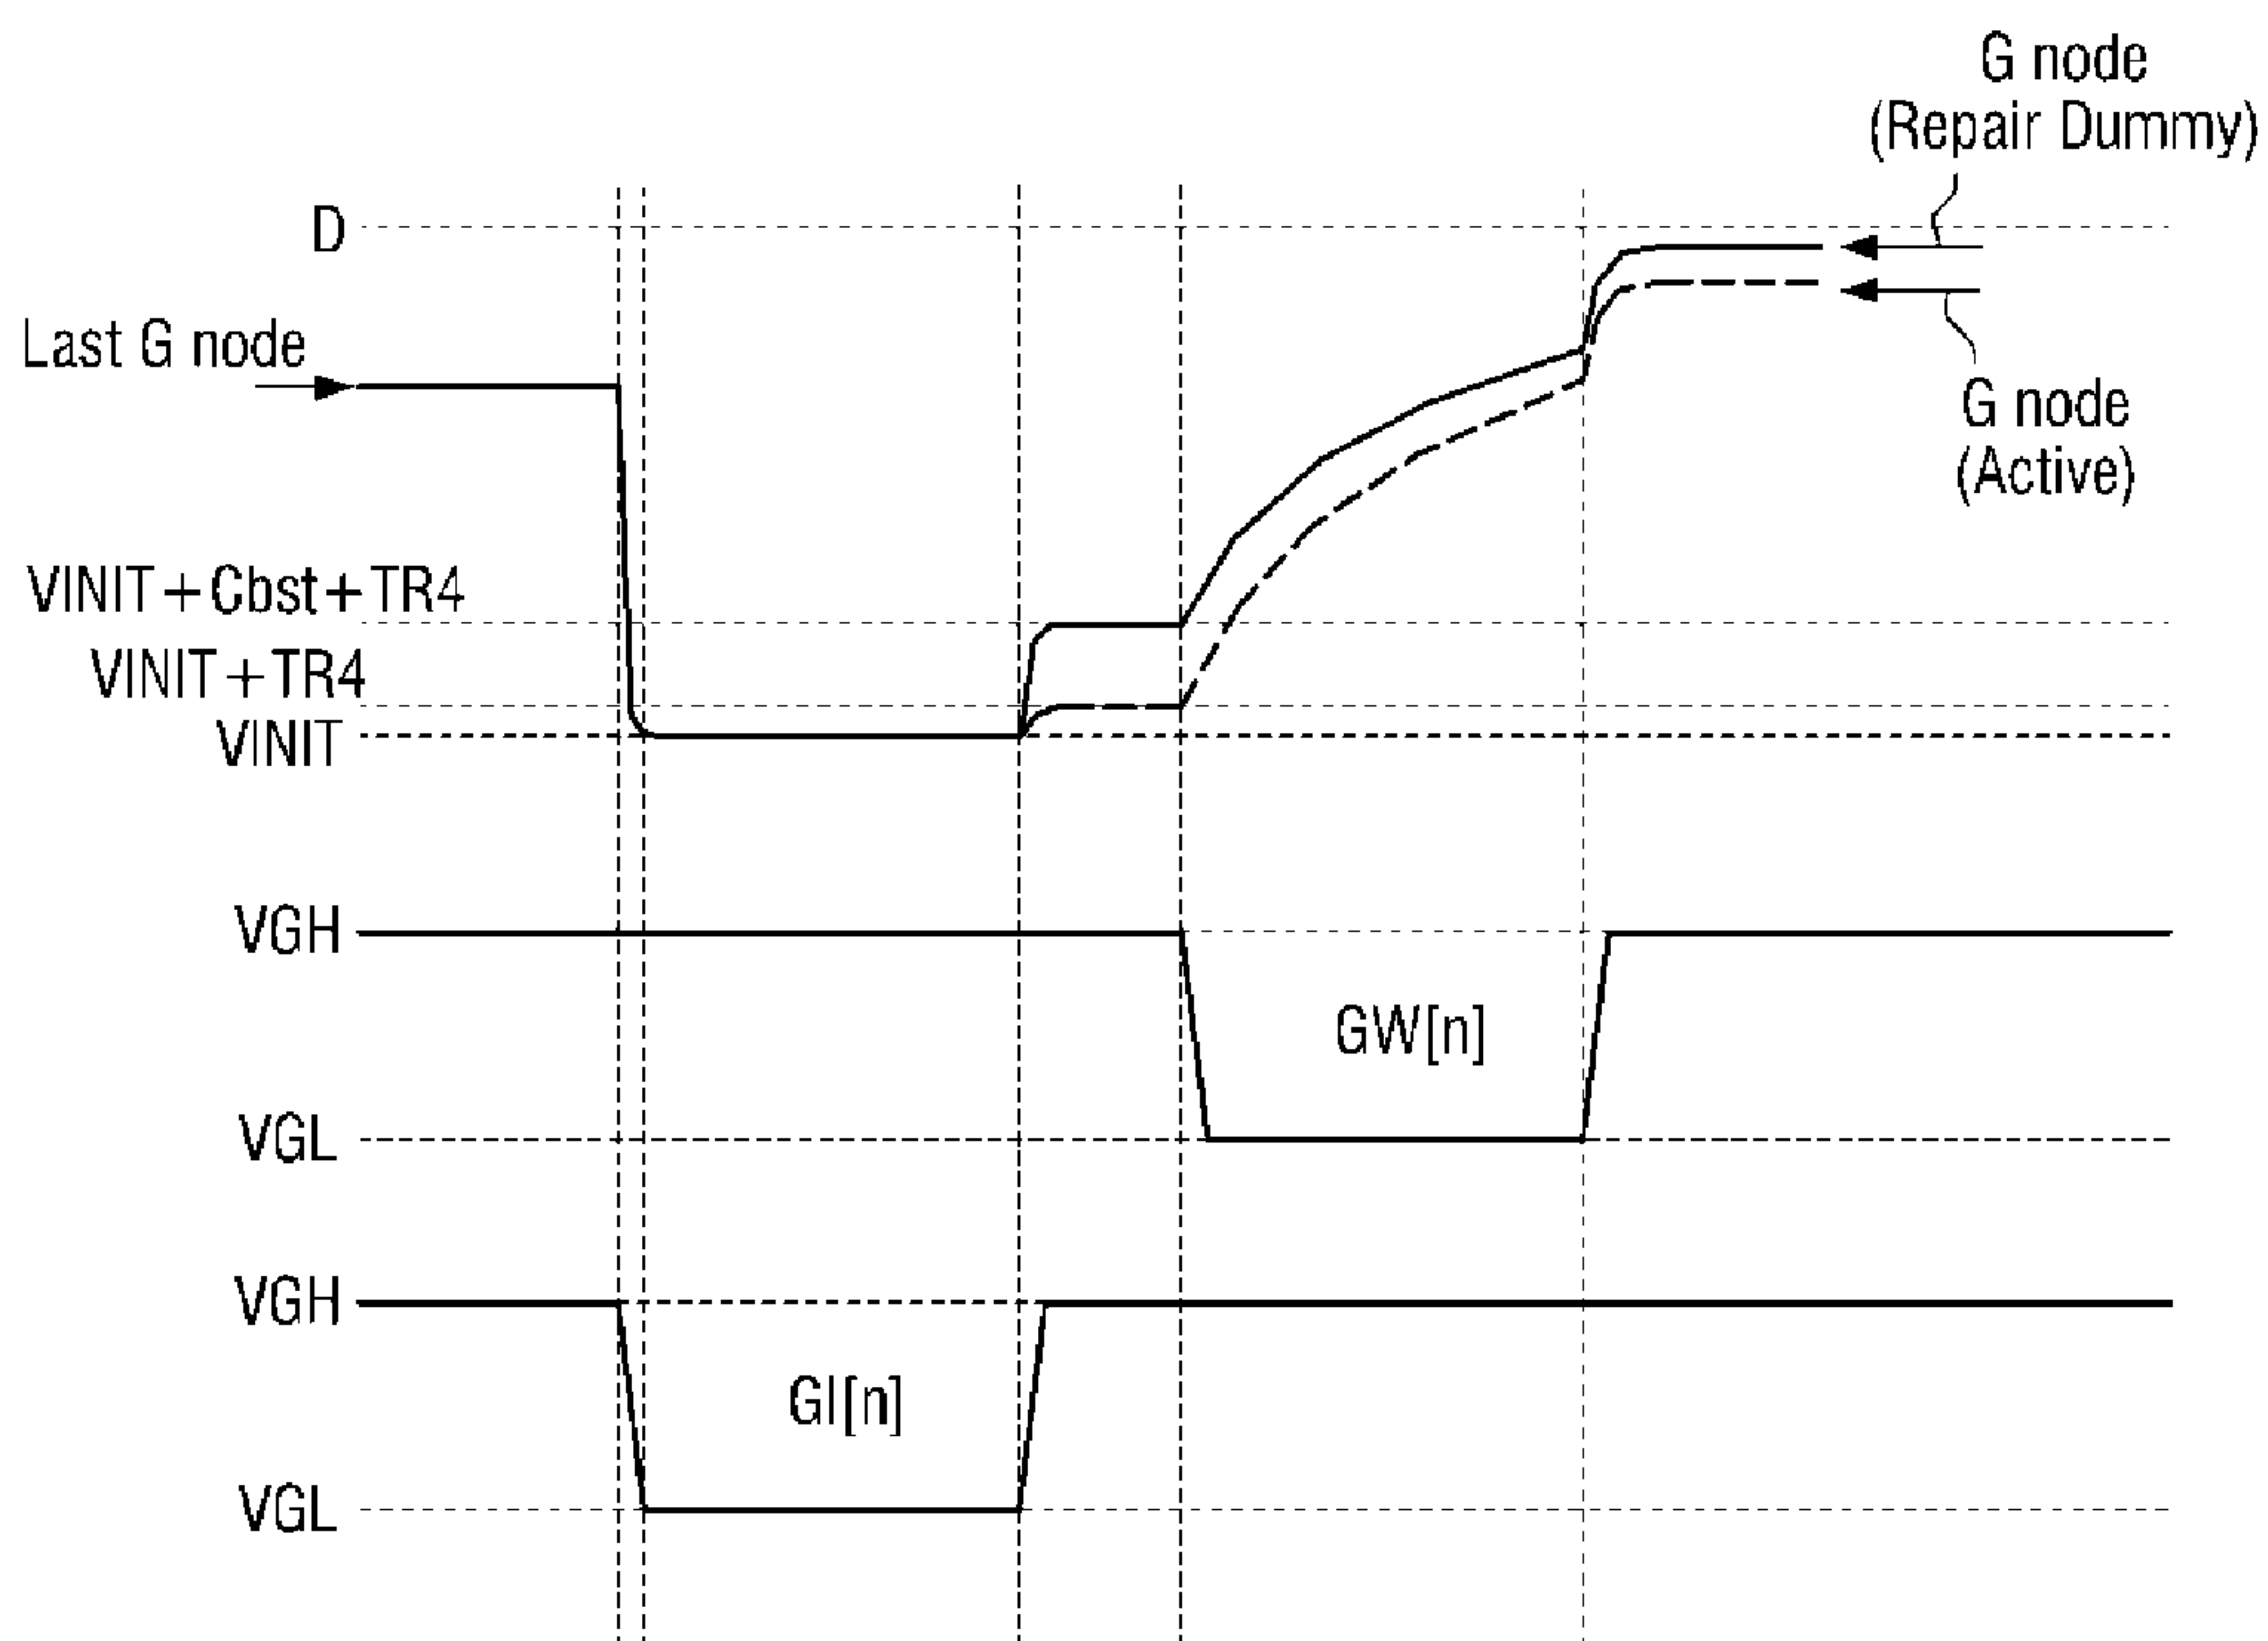 G node
(Repair Dummy)
D
Last G node
G node
(Active)
VINIT+Cbst+TR4
VINIT+TR4
VINIT
VGH
GW[n]
VGL
VGH
GI[n]
VGL